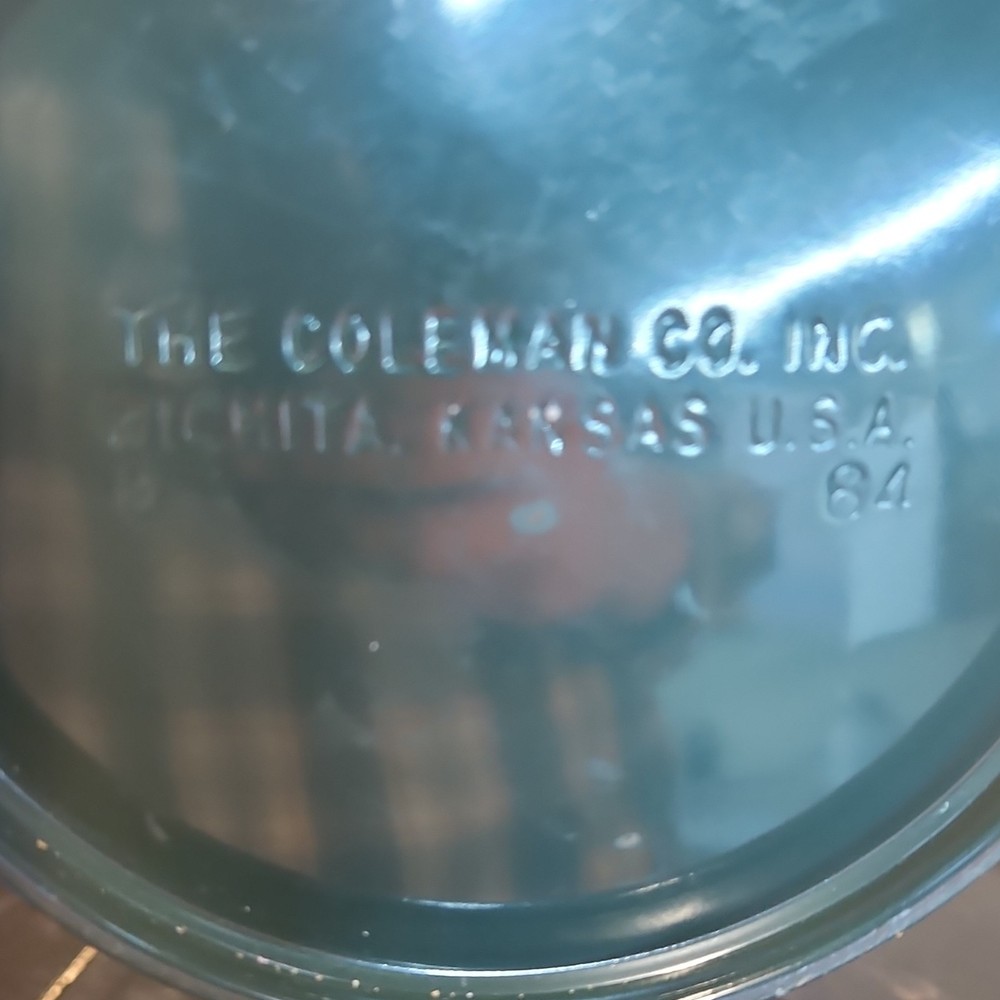 THE COLEMAN CO. INC.
WICHITA, KANSAS U.S.A.
64